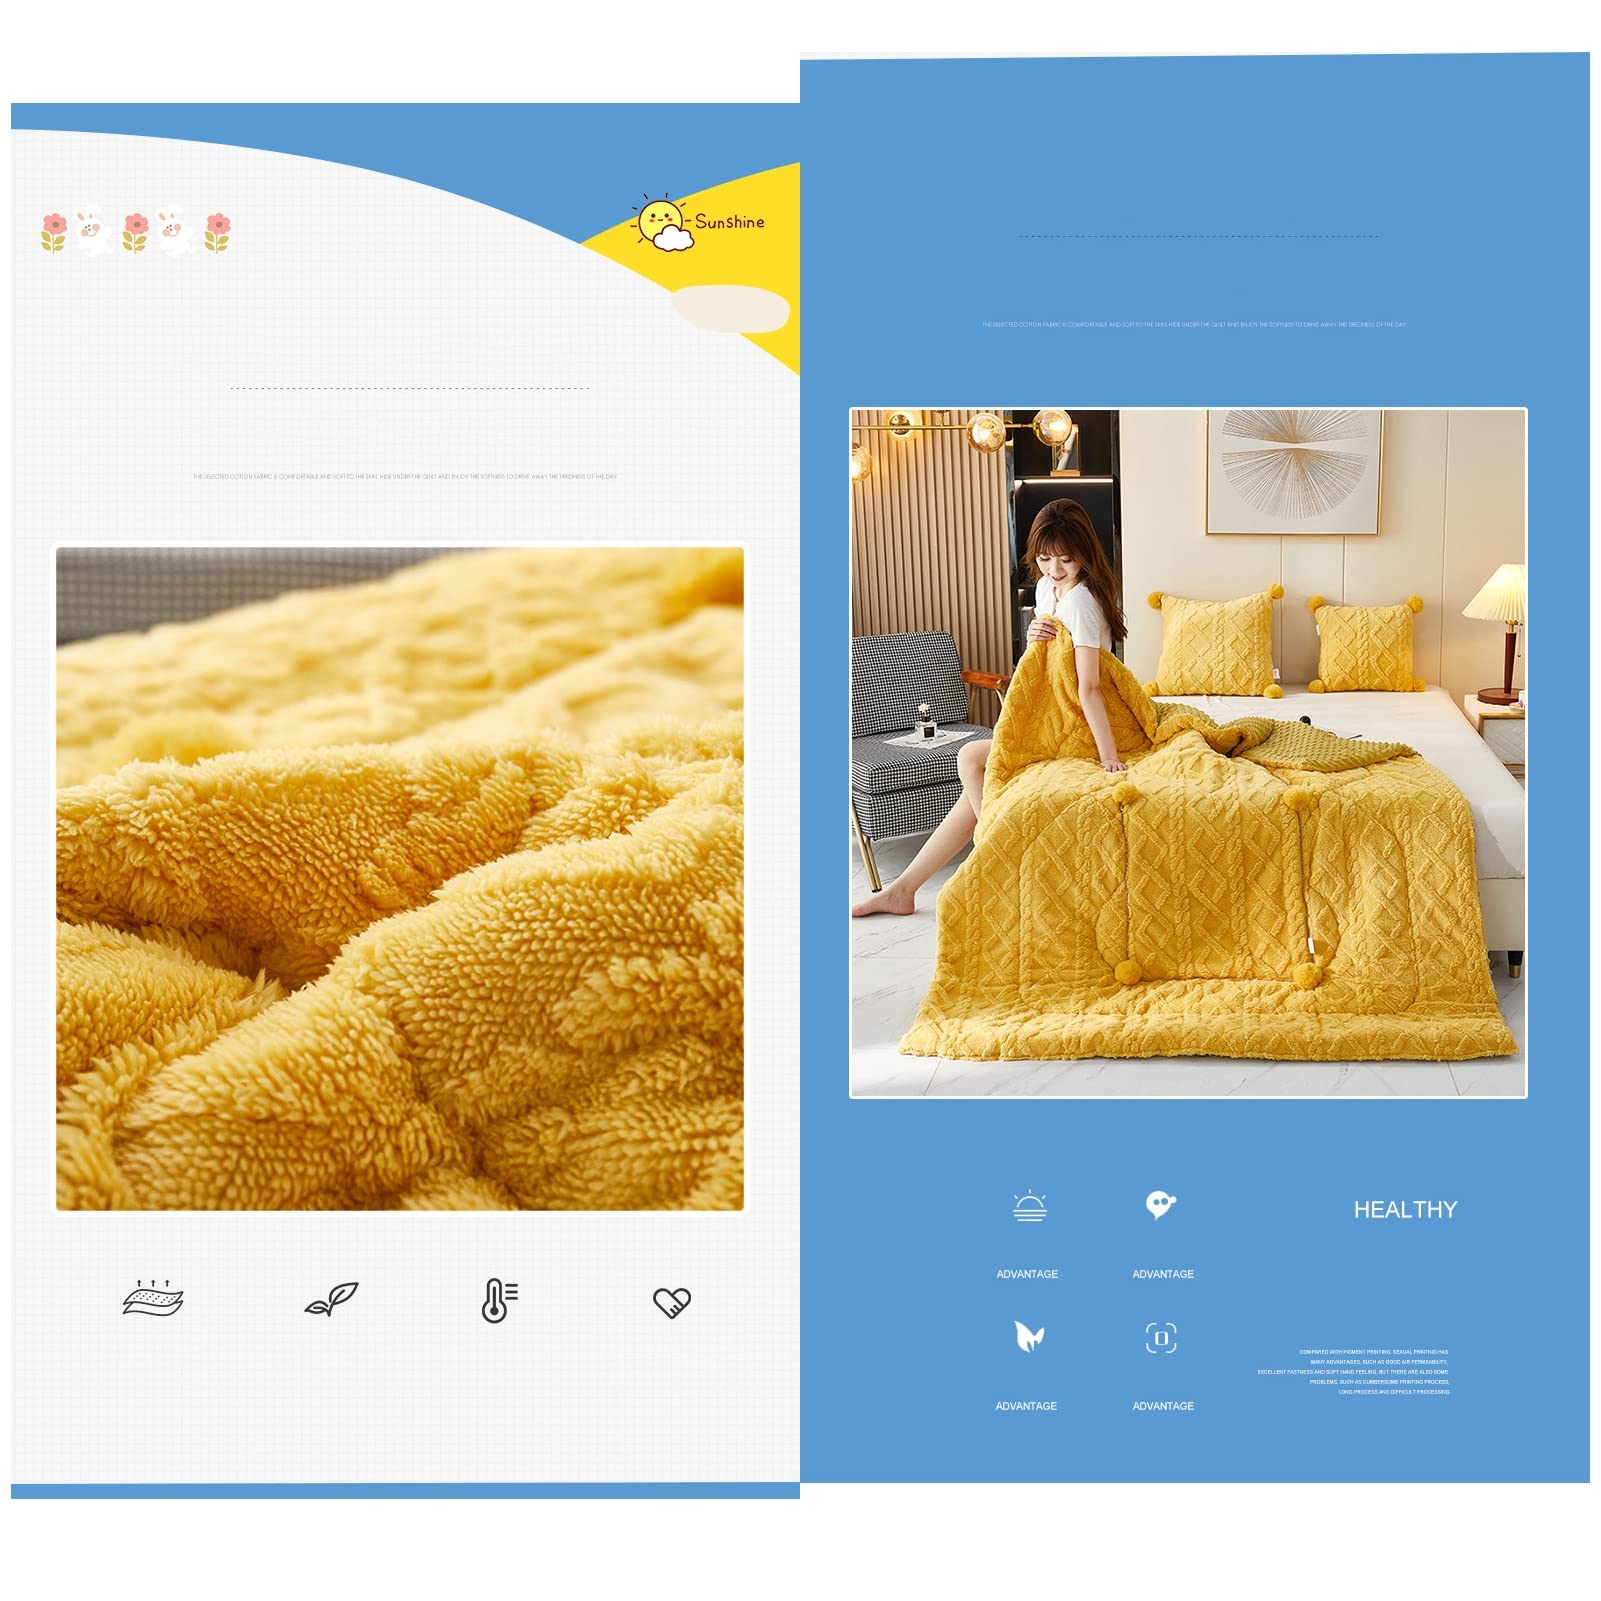 Sunshine
THE SELECTED COTTON FABRIC IS COMFORTABLE AND SOFT TO THE SKIN. HIDE UNDER THE QUILT AND ENJOY THE SOFTNESS TO DRIVE AWAY THE TIREDNESS OF THE DAY
THE SELECTED COTTON FABRIC IS COMFORTABLE AND SOFT TO THE SKIN. HIDE UNDER THE QUILT AND ENJOY THE SOFTNESS TO DRIVE AWAY THE TIREDNESS OF THE DAY
HEALTHY
ADVANTAGE
ADVANTAGE
ADVANTAGE
ADVANTAGE
COMPARED WITH PIGMENT PRINTING, SEXUAL PRINTING HAS
MANY ADVANTAGES, SUCH AS GOOD AIR PERMEABILITY,
EXCELLENT FASTNESS AND SOFT HAND FEELING. BUT THERE ARE ALSO SOME
PROBLEMS, SUCH AS CUMBERSOME PRINTING PROCESS,
LONG PROCESS AND DIFFICULT PROCESSING